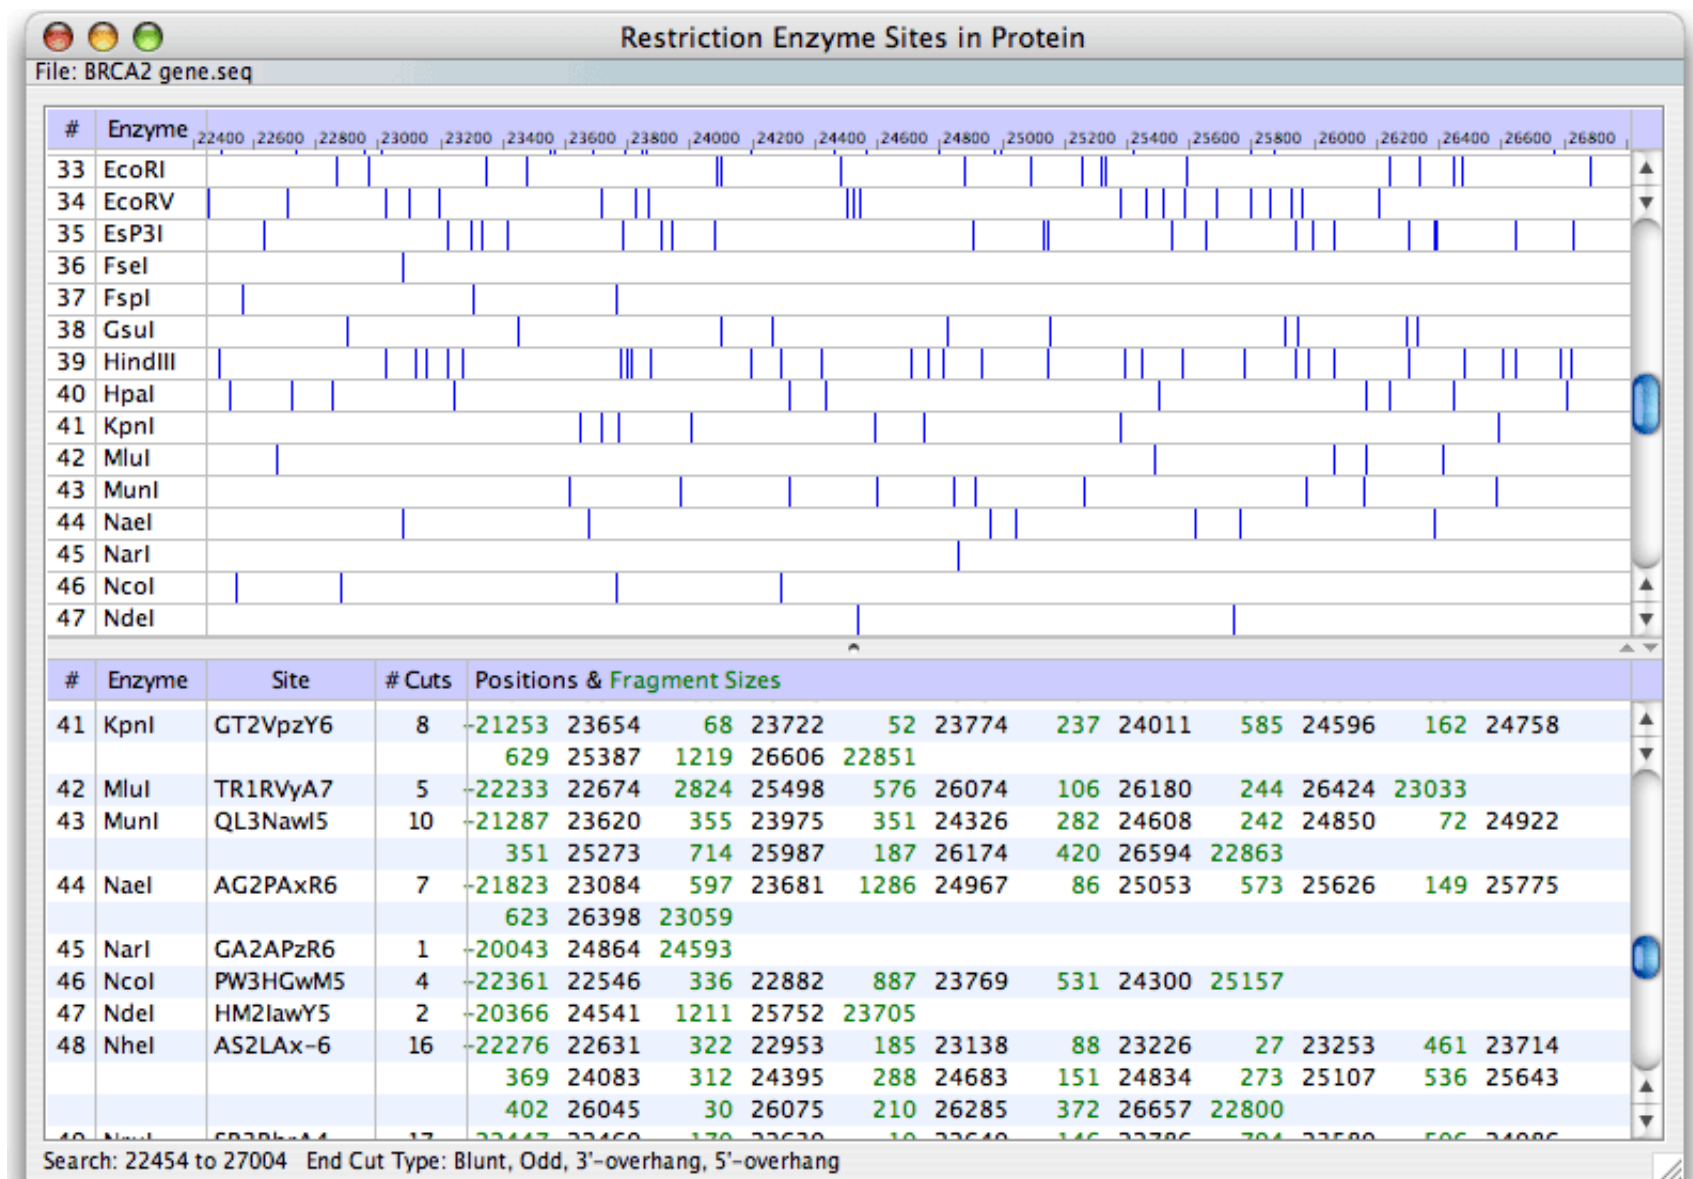 Restriction Enzyme Sites in Protein
File: BRCA2 gene.seq
# Enzyme 22400 22600 22800 23000 23200 23400 23600 23800 24000 24200 24400 24600 24800 25000 25200 25400 25600 25800 26000 26200 26400 26600 26800
33 EcoRI
34 EcoRV
35 EsP3I
36 FseI
37 FspI
38 GsuI
39 HindIII
40 HpaI
41 KpnI
42 MluI
43 MunI
44 NaeI
45 NarI
46 NcoI
47 NdeI
# Enzyme Site # Cuts Positions & Fragment Sizes
41 KpnI GT2VpzY6 8 -21253 23654 68 23722 52 23774 237 24011 585 24596 162 24758
629 25387 1219 26606 22851
42 MluI TR1RVyA7 5 -22233 22674 2824 25498 576 26074 106 26180 244 26424 23033
43 MunI QL3NawI5 10 -21287 23620 355 23975 351 24326 282 24608 242 24850 72 24922
351 25273 714 25987 187 26174 420 26594 22863
44 NaeI AG2PAxR6 7 -21823 23084 597 23681 1286 24967 86 25053 573 25626 149 25775
623 26398 23059
45 NarI GA2APzR6 1 -20043 24864 24593
46 NcoI PW3HGwM5 4 -22361 22546 336 22882 887 23769 531 24300 25157
47 NdeI HM2IawY5 2 -20366 24541 1211 25752 23705
48 NheI AS2LAx-6 16 -22276 22631 322 22953 185 23138 88 23226 27 23253 461 23714
369 24083 312 24395 288 24683 151 24834 273 25107 536 25643
402 26045 30 26075 210 26285 372 26657 22800
Search: 22454 to 27004 End Cut Type: Blunt, Odd, 3'-overhang, 5'-overhang